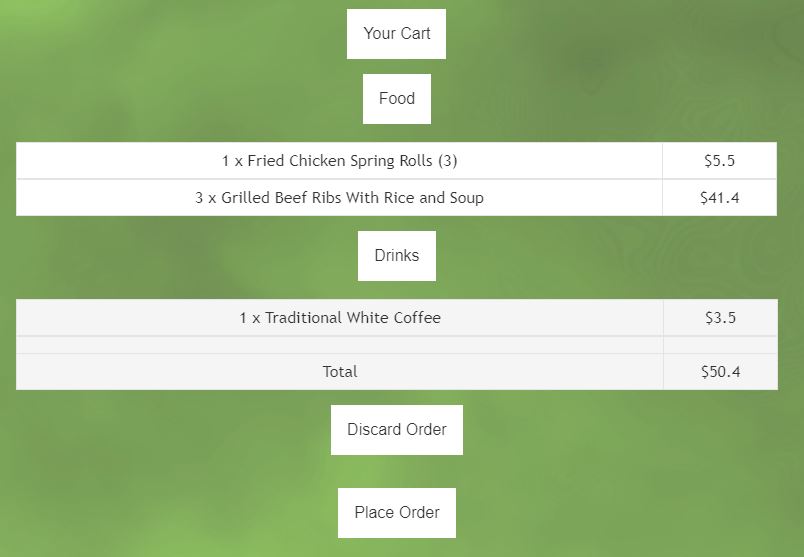 Your Cart
Food
1 x Fried Chicken Spring Rolls (3) $5.5
3 x Grilled Beef Ribs With Rice and Soup $41.4
Drinks
1 x Traditional White Coffee $3.5
Total $50.4
Discard Order
Place Order